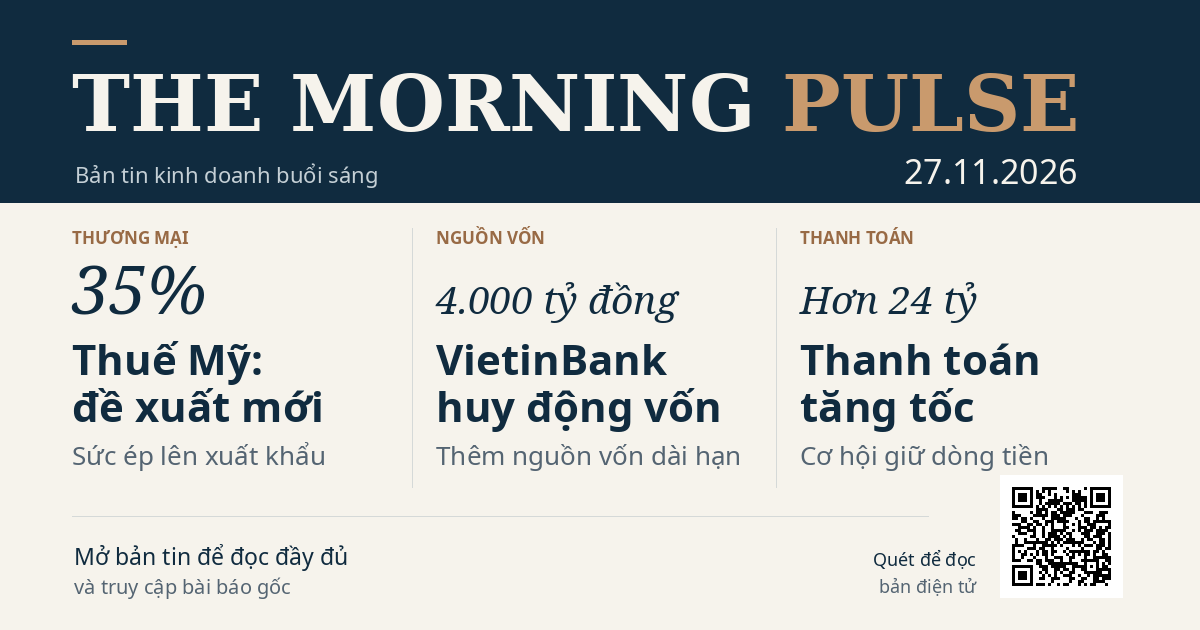 THE MORNING PULSE
Bản tin kinh doanh buổi sáng
27.11.2026
THƯƠNG MẠI
35%
Thuế Mỹ:
đề xuất mới
Sức ép lên xuất khẩu
NGUỒN VỐN
4.000 tỷ đồng
VietinBank
huy động vốn
Thêm nguồn vốn dài hạn
THANH TOÁN
Hơn 24 tỷ
Thanh toán
tăng tốc
Cơ hội giữ dòng tiền
Mở bản tin để đọc đầy đủ
và truy cập bài báo gốc
Quét để đọc
bản điện tử